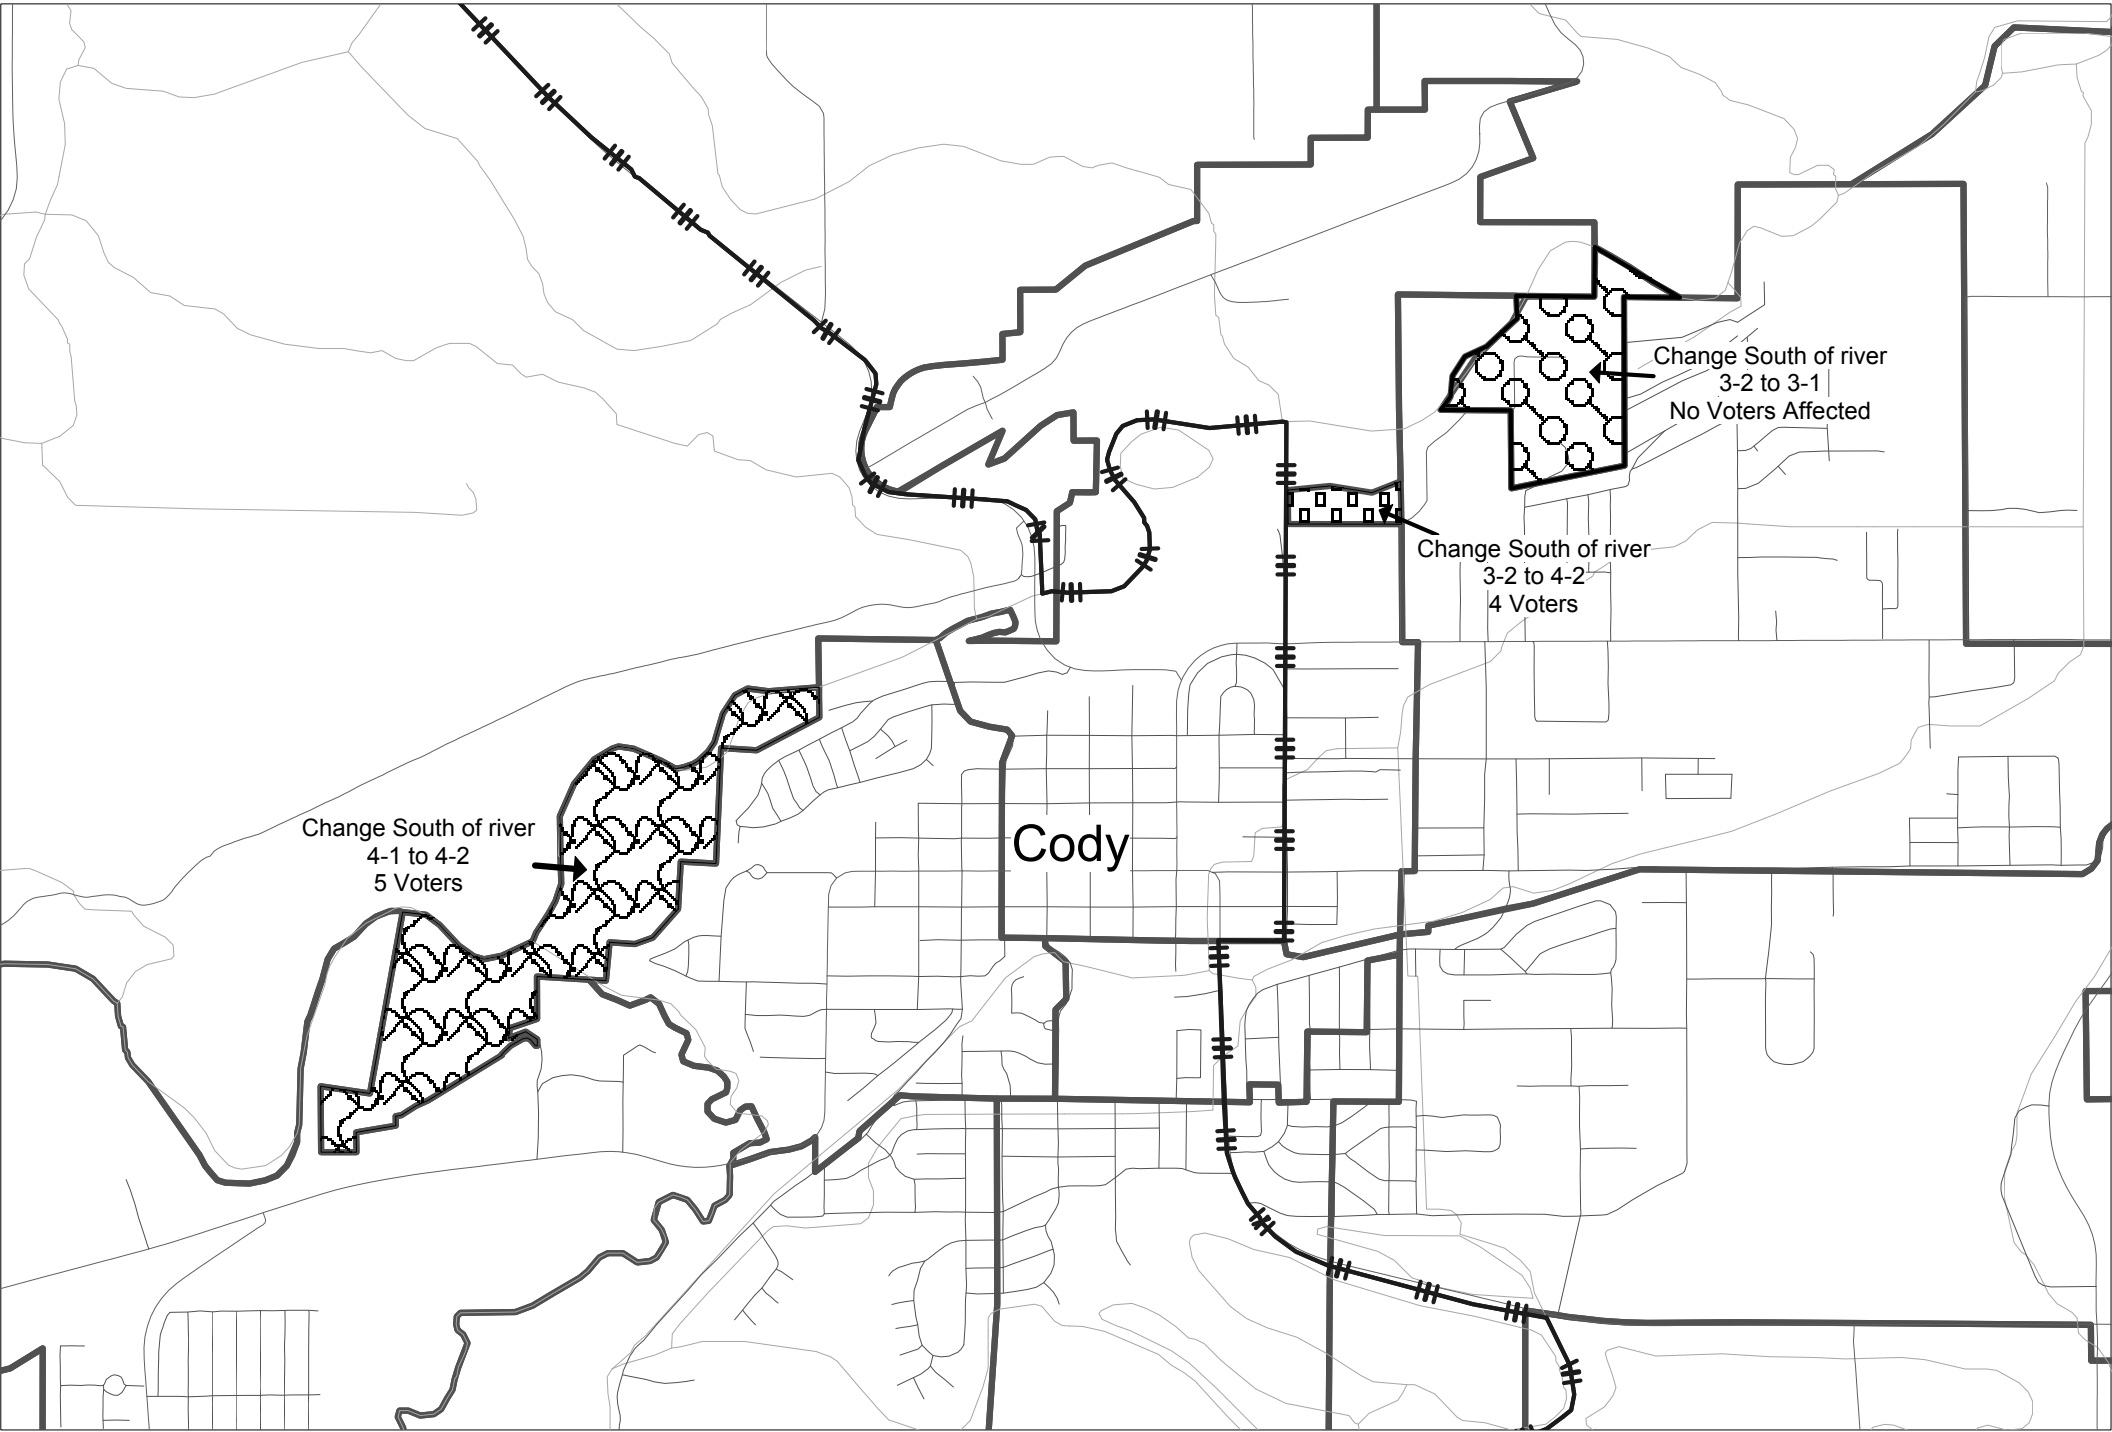 Change South of river
3-2 to 3-1
No Voters Affected
Change South of river
3-2 to 4-2
4 Voters
Change South of river
4-1 to 4-2
5 Voters
Cody